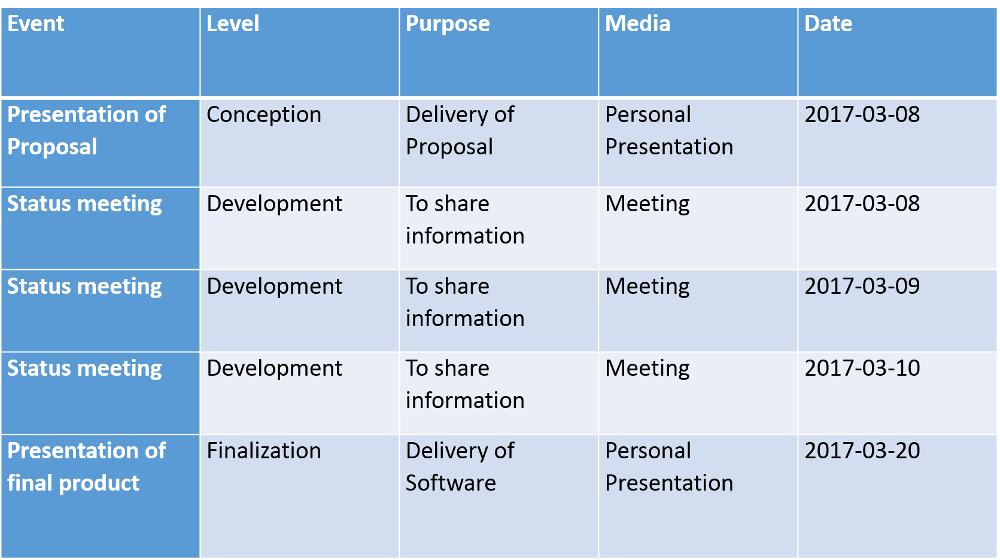 Event Level Purpose Media Date
Presentation of Conception Delivery of Personal 2017-03-08
Proposal Proposal Presentation
Status meeting Development To share Meeting 2017-03-08
information
Status meeting Development To share Meeting 2017-03-09
information
Status meeting Development To share Meeting 2017-03-10
information
Presentation of Finalization Delivery of Personal 2017-03-20
final product Software Presentation